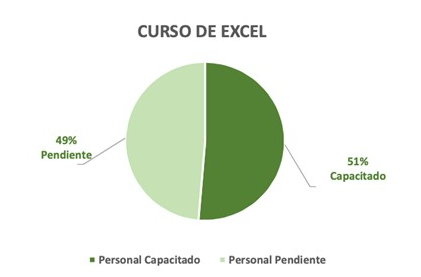 CURSO DE EXCEL
49%
Pendiente
51%
Capacitado
Personal Capacitado
Personal Pendiente